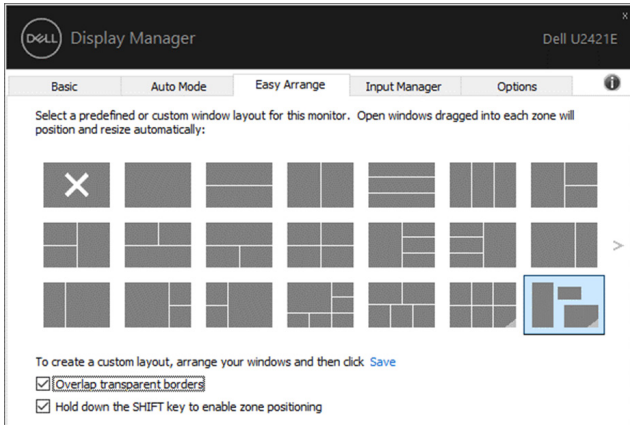 x
DELL Display Manager
Dell U2421E
Basic Auto Mode Easy Arrange Input Manager Options i
Select a predefined or custom window layout for this monitor. Open windows dragged into each zone will
position and resize automatically:
>
To create a custom layout, arrange your windows and then click Save
Overlap transparent borders
Hold down the SHIFT key to enable zone positioning